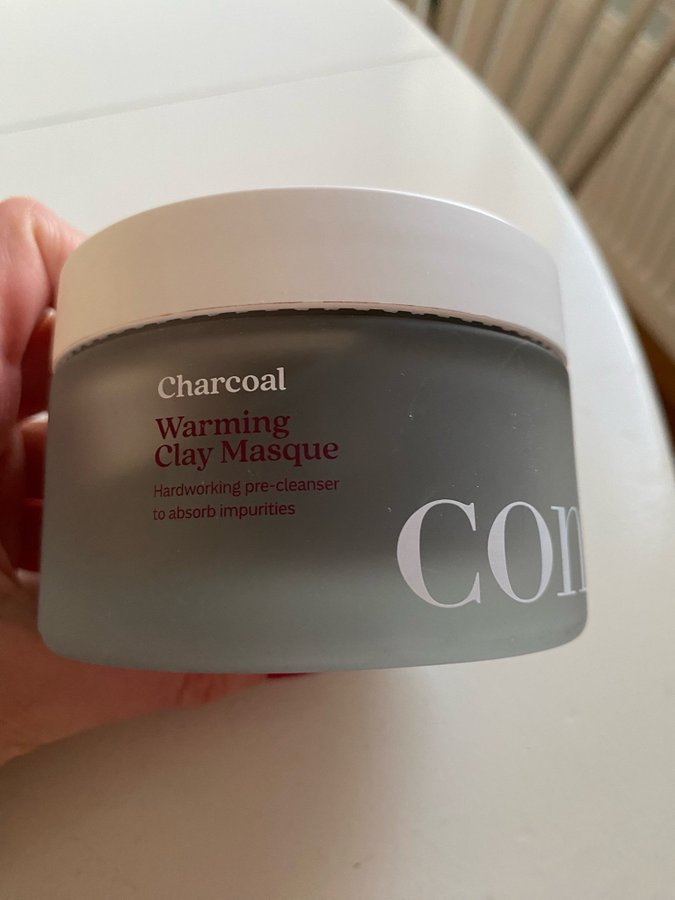 Charcoal
Warming
Clay Masque
Hardworking pre-cleanser
to absorb impurities
con